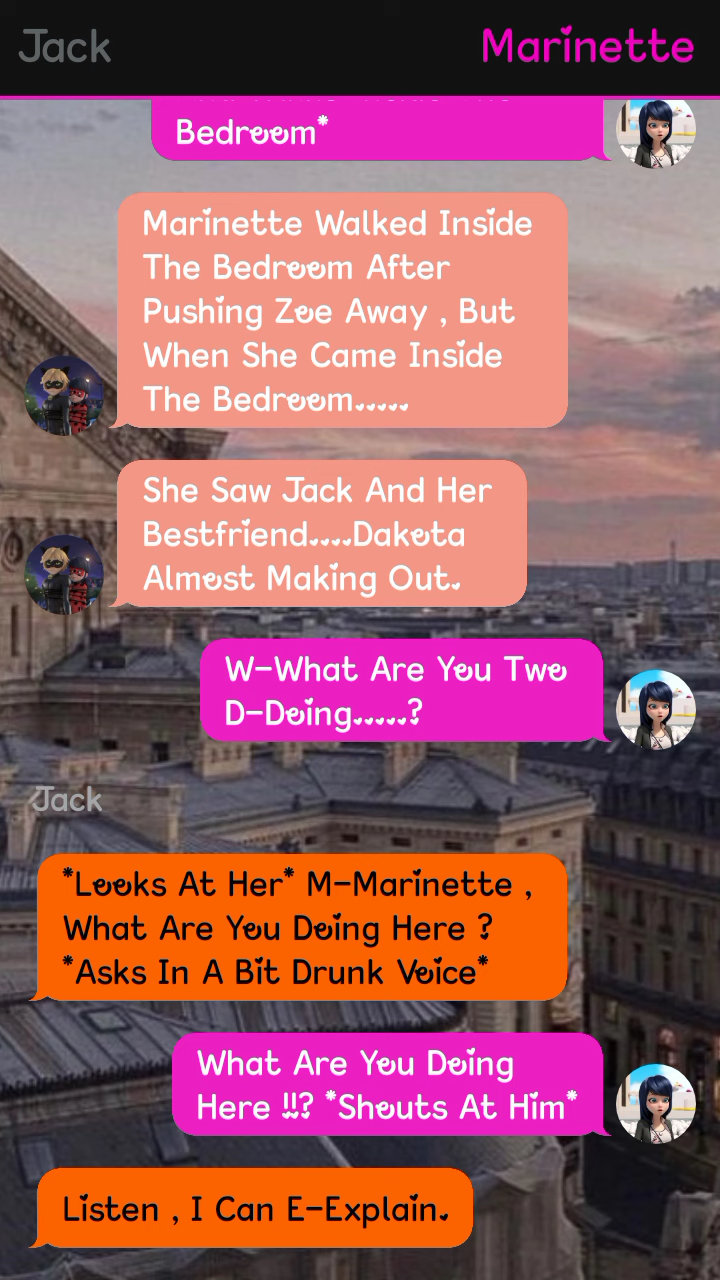 Jack
Marinette
Bedroom*
Marinette Walked Inside
The Bedroom After
Pushing Zoe Away , But
When She Came Inside
The Bedroom.....
She Saw Jack And Her
Bestfriend....Dakota
Almost Making Out.
W-What Are You Two
D-Doing.....?
Jack
*Looks At Her* M-Marinette ,
What Are You Doing Here ?
*Asks In A Bit Drunk Voice*
What Are You Doing
Here !!? *Shouts At Him*
Listen , I Can E-Explain.